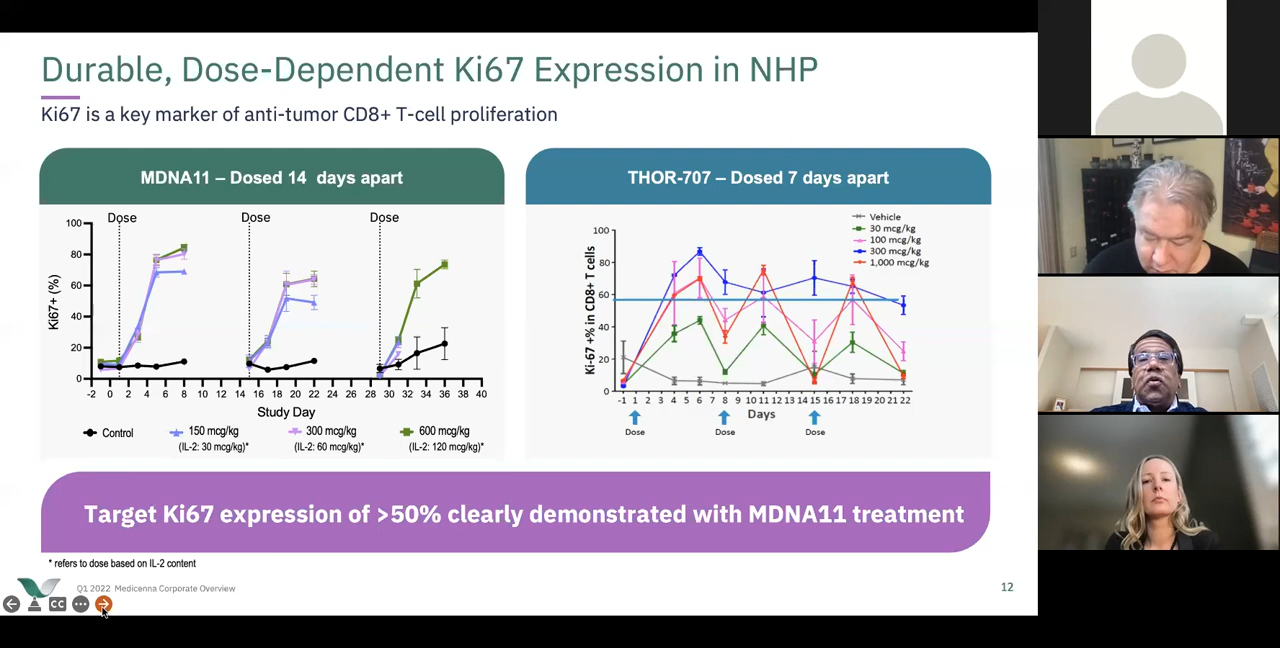 Durable, Dose-Dependent Ki67 Expression in NHP
Ki67 is a key marker of anti-tumor CD8+ T-cell proliferation
MDNA11 – Dosed 14 days apart
Dose Dose Dose
100
80
60
40
20
0
Ki67+ (%)
-2 0 2 4 6 8 10 12 14 16 18 20 22 24 26 28 30 32 34 36 38 40
Study Day
Control
150 mcg/kg
(IL-2: 30 mcg/kg)*
300 mcg/kg
(IL-2: 60 mcg/kg)*
600 mcg/kg
(IL-2: 120 mcg/kg)*
THOR-707 – Dosed 7 days apart
Vehicle
30 mcg/kg
100 mcg/kg
300 mcg/kg
1,000 mcg/kg
100
80
60
40
20
0
Ki-67 +% in CD8+ T cells
-1 1 2 3 4 5 6 7 8 9 10 11 12 13 14 15 16 17 18 19 20 21 22
Days
Dose Dose Dose
Target Ki67 expression of >50% clearly demonstrated with MDNA11 treatment
* refers to dose based on IL-2 content
Q1 2022 Medicenna Corporate Overview
12
CC